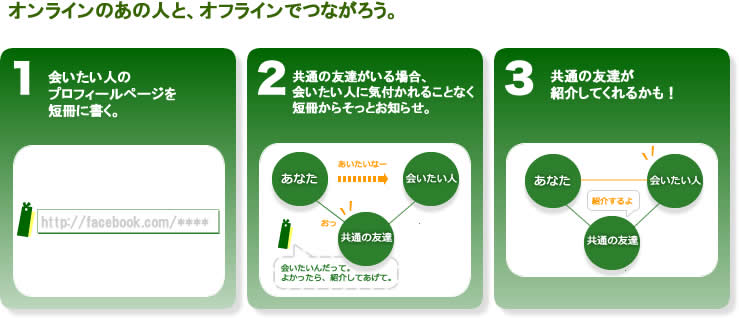 オンラインのあの人と、オフラインでつながろう。
1
会いたい人の
プロフィールページを
短冊に書く。
http://facebook.com/****
2
共通の友達がいる場合、
会いたい人に気付かれることなく
短冊からそっとお知らせ。
あなた
あいたいなー
会いたい人
おっ
共通の友達
会いたいんだって。
よかったら、紹介してあげて。
3
共通の友達が
紹介してくれるかも！
あなた
会いたい人
紹介するよ
共通の友達